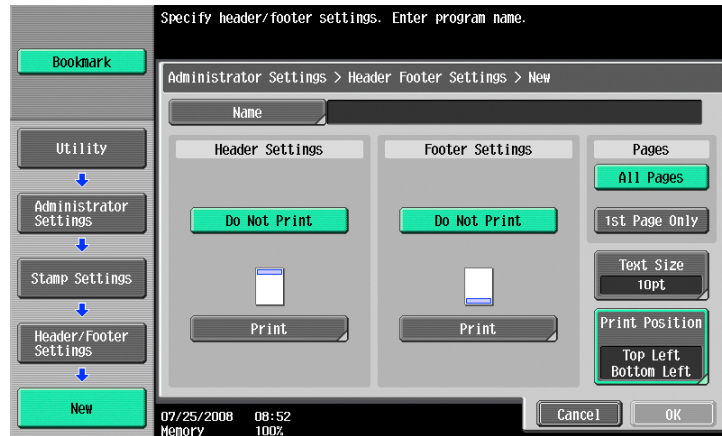 Specify header/footer settings. Enter program name.
Bookmark
Administrator Settings > Header Footer Settings > New
Name
Utility
Administrator
Settings
Stamp Settings
Header/Footer
Settings
New
Header Settings
Do Not Print
Print
Footer Settings
Do Not Print
Print
Pages
All Pages
1st Page Only
Text Size
10pt
Print Position
Top Left
Bottom Left
07/25/2008 08:52
Memory 100%
Cancel
OK